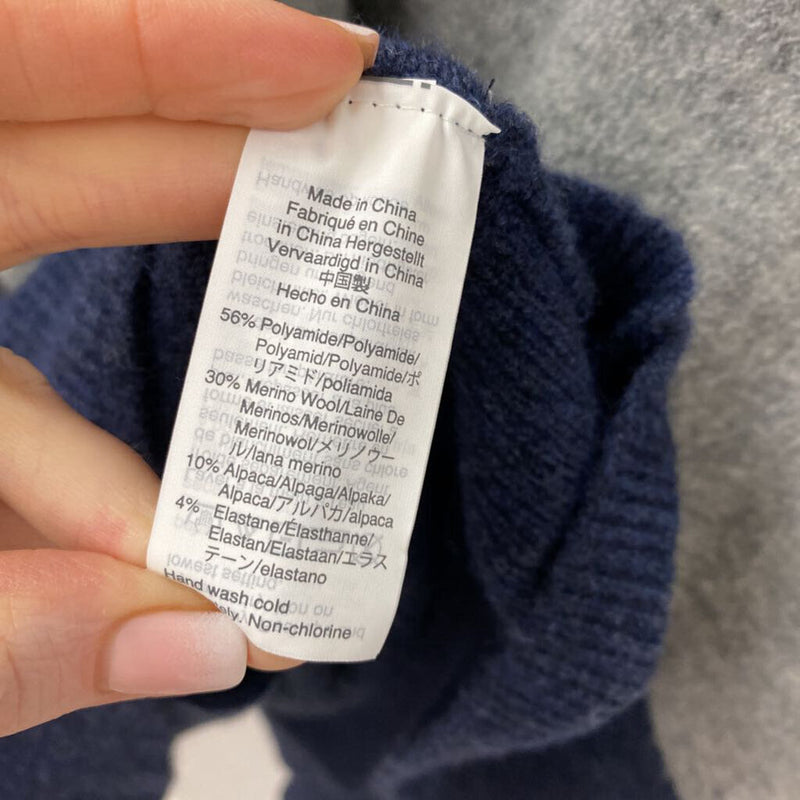 Made in China
Fabriqué en Chine
in China Hergestellt
Vervaardigd in China
中国製
Hecho en China
56% Polyamide/Polyamide/
Polyamid/Polyamide/ポ
リアミド/poliamida
30% Merino Wool/Laine De
Merinos/Merinowolle/
Merinowol/メリノウー
ル/lana merino
10% Alpaca/Alpaga/Alpaka/
Alpaca/アルパカ/alpaca
4% Elastane/Élasthanne/
Elastan/Elastaan/エラス
テーン/elastano
Hand wash cold
Non-chlorine